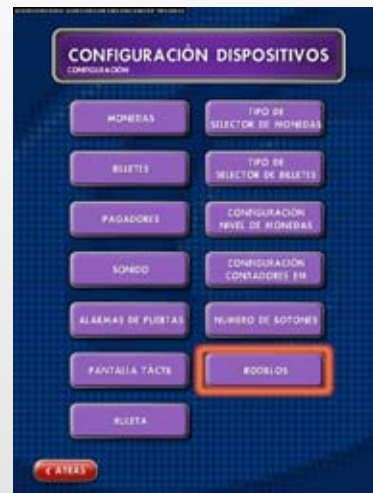 CONFIGURACIÓN DISPOSITIVOS
CONFIGURACIÓN
MONEDAS
BILLETES
PAGADORES
SONIDO
ALARMAS DE PUERTAS
PANTALLA TÁCTIL
RULETA
TIPO DE
SELECTOR DE MONEDAS
TIPO DE
SELECTOR DE BILLETES
CONFIGURACIÓN
NIVEL DE MONEDAS
CONFIGURACIÓN
CONTADORES EM
NUMERO DE BOTONES
MODELOS
ATRÁS